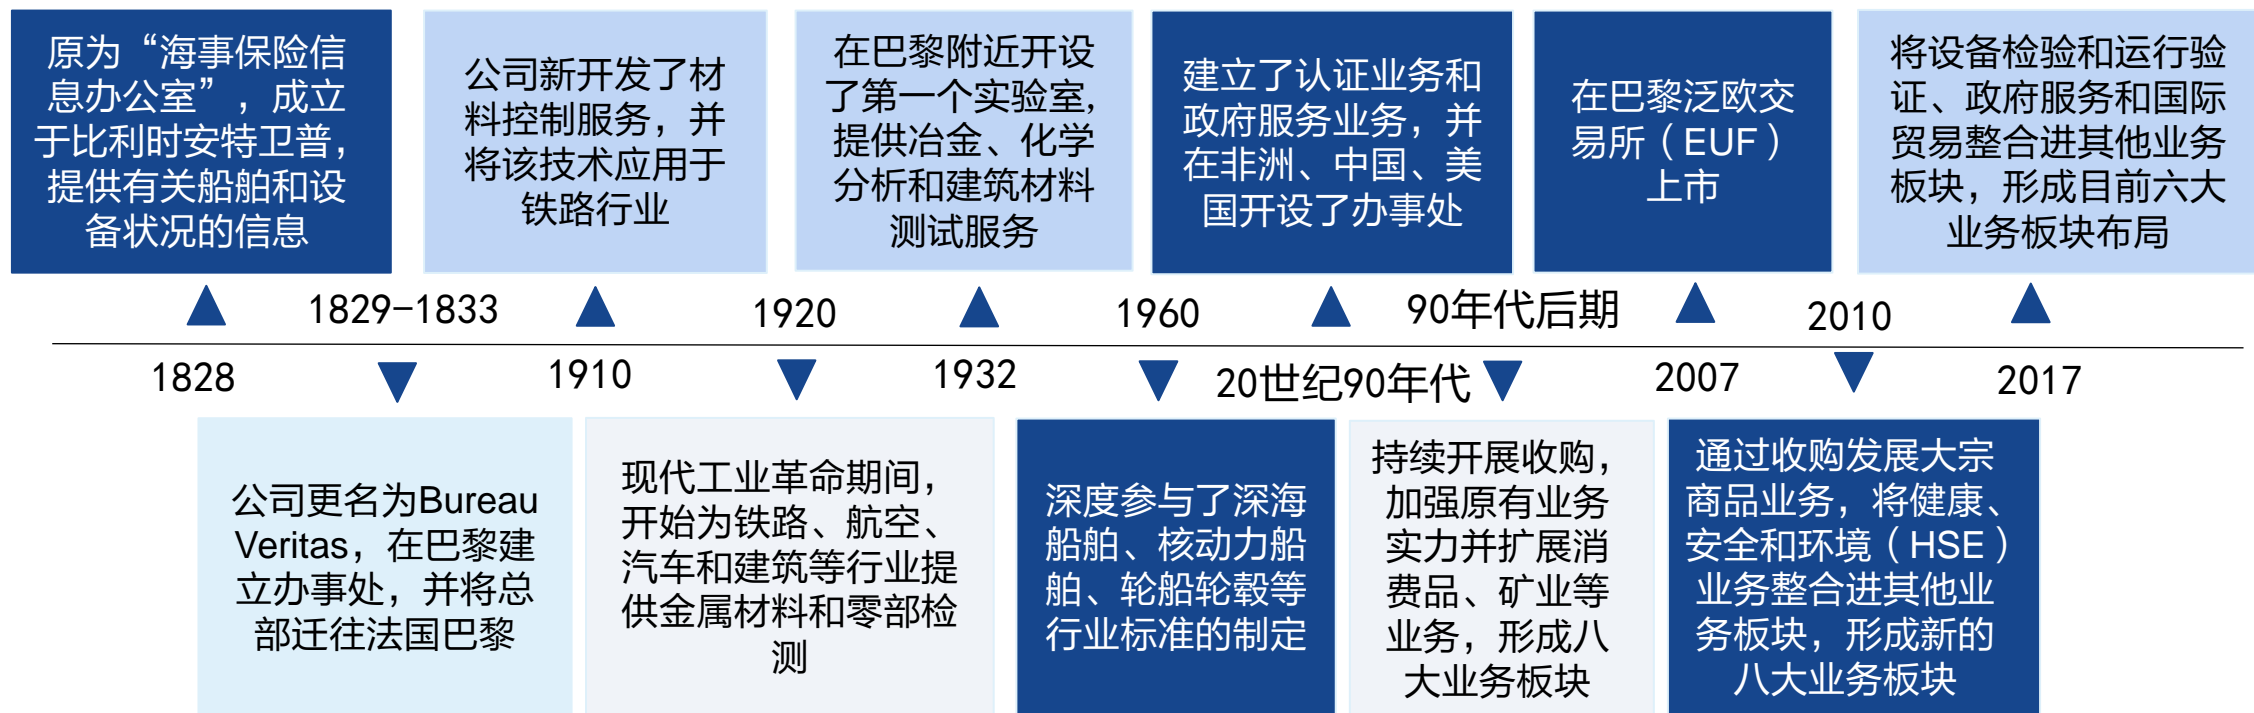 原为“海事保险信
息办公室”，成立
于比利时安特卫普，
提供有关船舶和设
备状况的信息
公司新开发了材
料控制服务，并
将该技术应用于
铁路行业
在巴黎附近开设
了第一个实验室,
提供冶金、化学
分析和建筑材料
测试服务
建立了认证业务和
政府服务业务，并
在非洲、中国、美
国开设了办事处
在巴黎泛欧交
易所（EUF）
上市
将设备检验和运行验
证、政府服务和国际
贸易整合进其他业务
板块，形成目前六大
业务板块布局
1829-1833
1920
1960
90年代后期
2010
1828
1910
1932
20世纪90年代
2007
2017
公司更名为Bureau
Veritas，在巴黎建
立办事处，并将总
部迁往法国巴黎
现代工业革命期间，
开始为铁路、航空、
汽车和建筑等行业提
供金属材料和零部检
测
深度参与了深海
船舶、核动力船
舶、轮船轮毂等
行业标准的制定
持续开展收购，
加强原有业务
实力并扩展消
费品、矿业等
业务，形成八
大业务板块
通过收购发展大宗
商品业务，将健康、
安全和环境（HSE）
业务整合进其他业
务板块，形成新的
八大业务板块